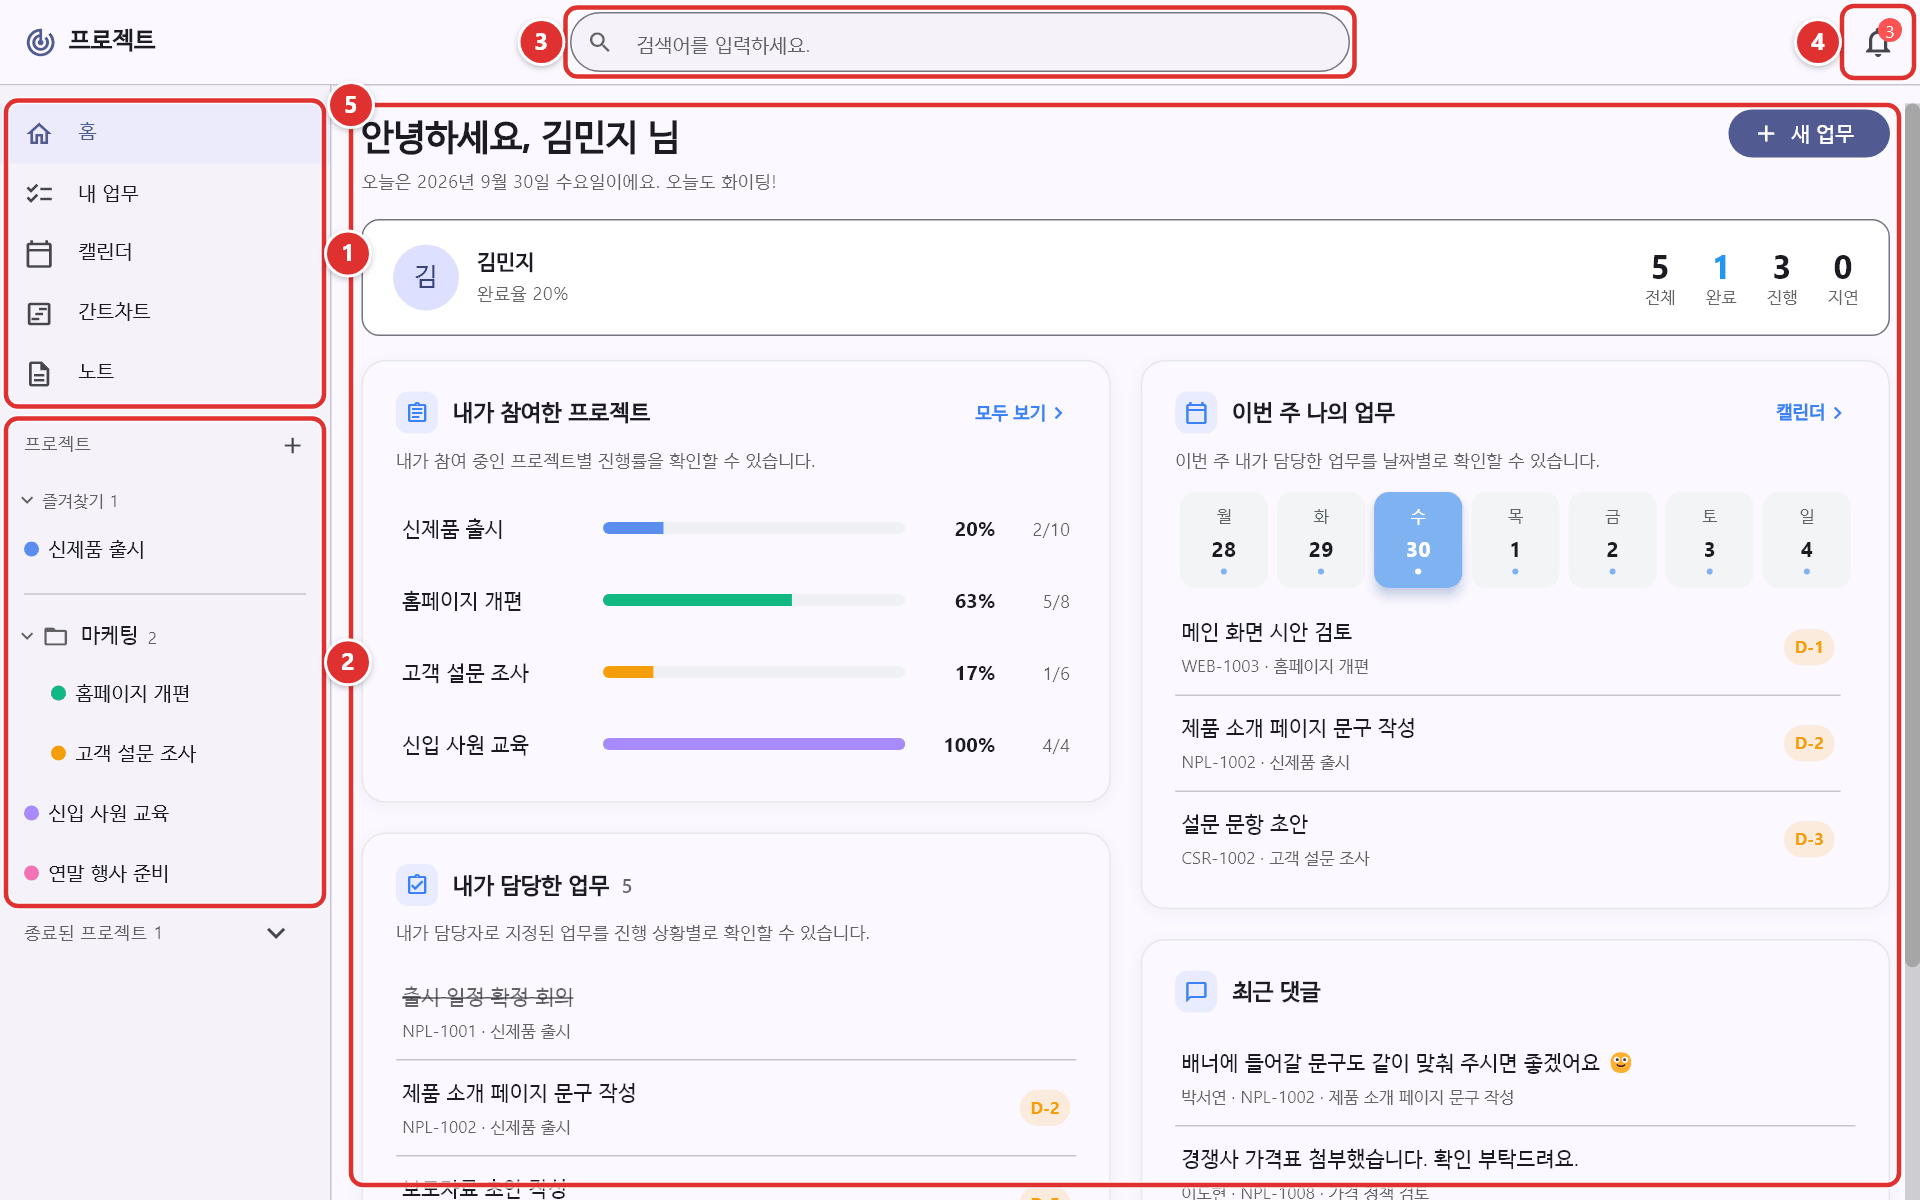 프로젝트
3
검색어를 입력하세요.
4
3
홈
내 업무
캘린더
간트차트
노트
1
프로젝트
즐겨찾기 1
신제품 출시
마케팅 2
홈페이지 개편
고객 설문 조사
신입 사원 교육
연말 행사 준비
2
종료된 프로젝트 1
5
안녕하세요, 김민지 님
새 업무
오늘은 2026년 9월 30일 수요일이에요. 오늘도 화이팅!
김
김민지
완료율 20%
5 1 3 0
전체 완료 진행 지연
내가 참여한 프로젝트
모두 보기
내가 참여 중인 프로젝트별 진행률을 확인할 수 있습니다.
신제품 출시 20% 2/10
홈페이지 개편 63% 5/8
고객 설문 조사 17% 1/6
신입 사원 교육 100% 4/4
이번 주 나의 업무
캘린더
이번 주 내가 담당한 업무를 날짜별로 확인할 수 있습니다.
월 화 수 목 금 토 일
28 29 30 1 2 3 4
메인 화면 시안 검토
WEB-1003 · 홈페이지 개편
D-1
제품 소개 페이지 문구 작성
NPL-1002 · 신제품 출시
D-2
설문 문항 초안
CSR-1002 · 고객 설문 조사
D-3
내가 담당한 업무 5
내가 담당자로 지정된 업무를 진행 상황별로 확인할 수 있습니다.
출시 일정 확정 회의
NPL-1001 · 신제품 출시
제품 소개 페이지 문구 작성
NPL-1002 · 신제품 출시
D-2
보도자료 초안 작성
최근 댓글
배너에 들어갈 문구도 같이 맞춰 주시면 좋겠어요 🙂
박서연 · NPL-1002 · 제품 소개 페이지 문구 작성
경쟁사 가격표 첨부했습니다. 확인 부탁드려요.
이도현 · NPL-1008 · 가격 정책 검토